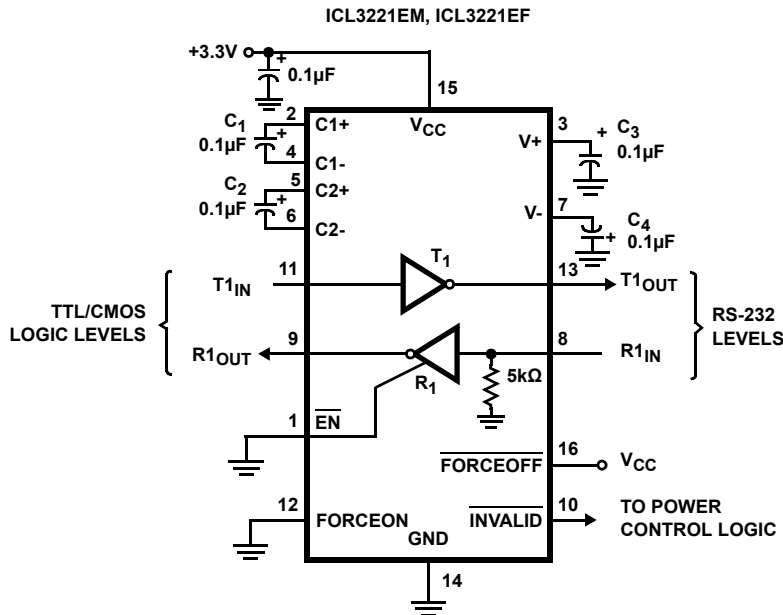 ICL3221EM, ICL3221EF
+3.3V
+
0.1µF
15
2
C1
0.1µF
+
4
C1+
C1-
VCC
3
V+
+
C3
0.1µF
5
C2
0.1µF
+
6
C2+
C2-
7
V-
C4
+
0.1µF
T1
TTL/CMOS
LOGIC LEVELS
T1IN
11
13
T1OUT
RS-232
LEVELS
R1OUT
9
R1
5kΩ
8
R1IN
1
EN
FORCEOFF
16
VCC
12
FORCEON
INVALID
10
TO POWER
CONTROL LOGIC
GND
14